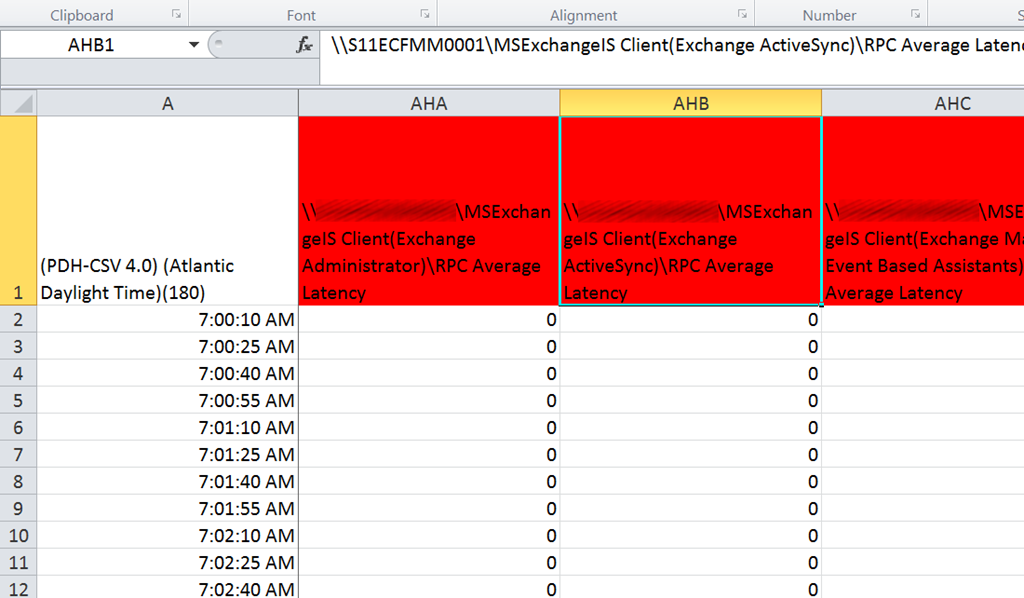 Clipboard Font Alignment Number S
AHB1 fx \\S11ECFMM0001\MSExchangeIS Client(Exchange ActiveSync)\RPC Average Latenc
A AHA AHB AHC
1
(PDH-CSV 4.0) (Atlantic
Daylight Time)(180)
\\ \MSExchan
geIS Client(Exchange
Administrator)\RPC Average
Latency
\\ \MSExchan
geIS Client(Exchange
ActiveSync)\RPC Average
Latency
\\ \MSE
geIS Client(Exchange Ma
Event Based Assistants)
Average Latency
2 7:00:10 AM 0 0
3 7:00:25 AM 0 0
4 7:00:40 AM 0 0
5 7:00:55 AM 0 0
6 7:01:10 AM 0 0
7 7:01:25 AM 0 0
8 7:01:40 AM 0 0
9 7:01:55 AM 0 0
10 7:02:10 AM 0 0
11 7:02:25 AM 0 0
12 7:02:40 AM 0 0